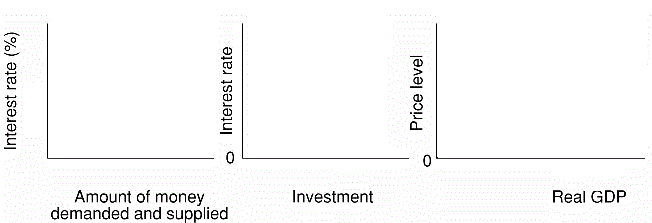 Interest rate (%)
Amount of money
demanded and supplied
Interest rate
0
Investment
Price level
0
Real GDP